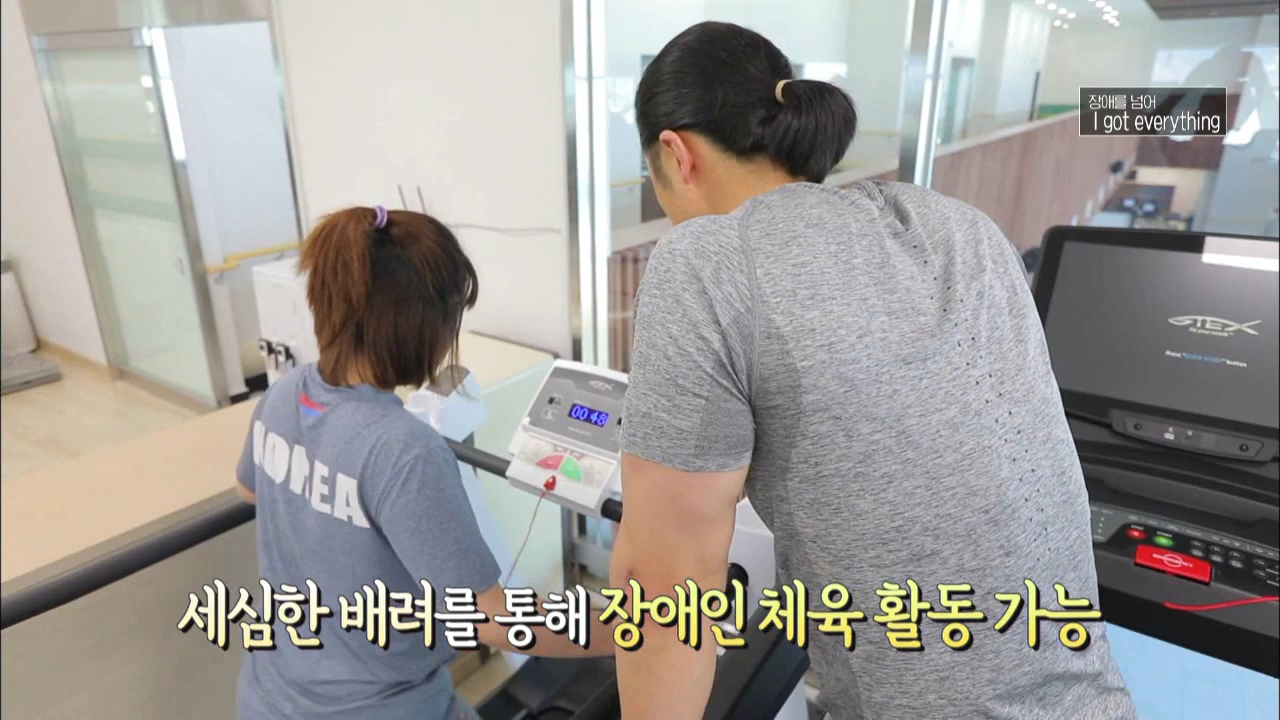 장애를 넘어
I got everything
KOREA
GTEX
00 48
세심한 배려를 통해 장애인 체육 활동 가능